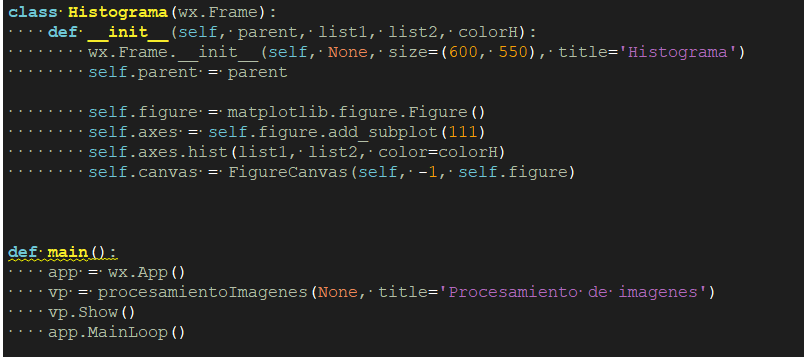 class Histograma(wx.Frame):
    def __init__(self, parent, list1, list2, colorH):
        wx.Frame.__init__(self, None, size=(600, 550), title='Histograma')
        self.parent = parent
        self.figure = matplotlib.figure.Figure()
        self.axes = self.figure.add_subplot(111)
        self.axes.hist(list1, list2, color=colorH)
        self.canvas = FigureCanvas(self, -1, self.figure)
def main():
    app = wx.App()
    vp = procesamientoImagenes(None, title='Procesamiento de imagenes')
    vp.Show()
    app.MainLoop()